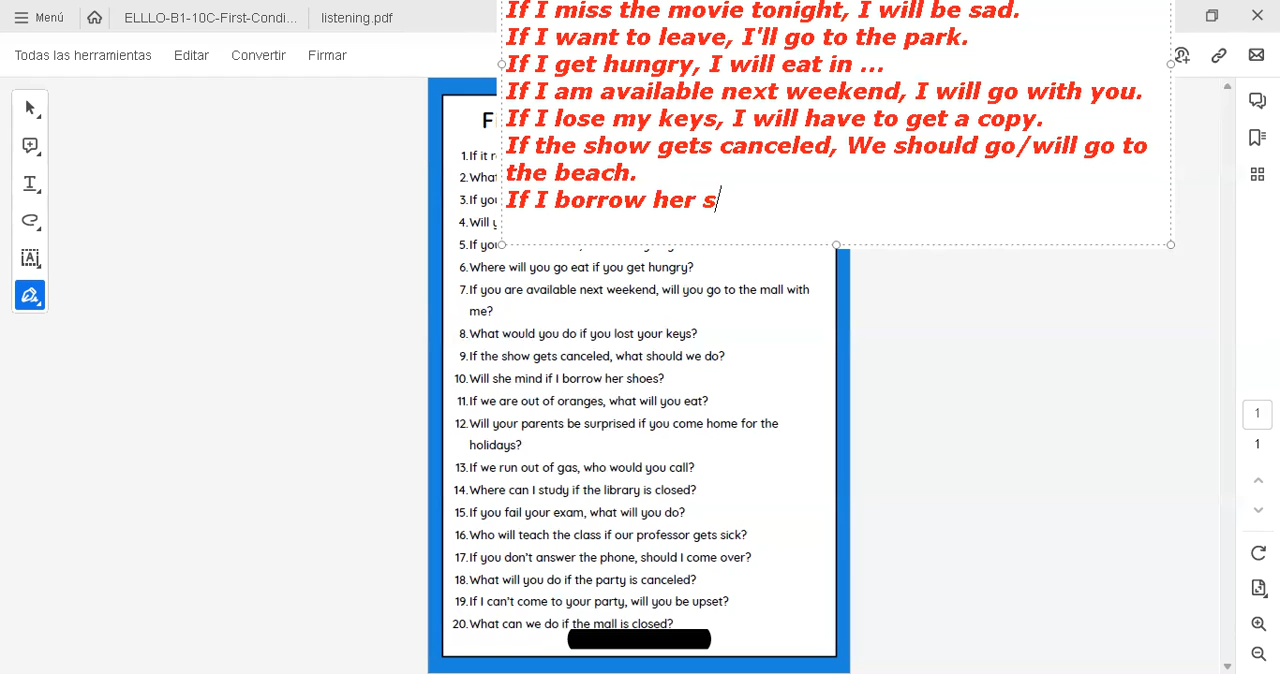 Menú
ELLLO-B1-10C-First-Condi...
listening.pdf
Todas las herramientas
Editar
Convertir
Firmar
If I miss the movie tonight, I will be sad.
If I want to leave, I'll go to the park.
If I get hungry, I will eat in ...
If I am available next weekend, I will go with you.
If I lose my keys, I will have to get a copy.
If the show gets canceled, We should go/will go to
the beach.
If I borrow her s
F
1.If it r
2.What
3.If you
4.Will y
5.If you
6.Where will you go eat if you get hungry?
7.If you are available next weekend, will you go to the mall with
me?
8.What would you do if you lost your keys?
9.If the show gets canceled, what should we do?
10.Will she mind if I borrow her shoes?
11.If we are out of oranges, what will you eat?
12.Will your parents be surprised if you come home for the
holidays?
13.If we run out of gas, who would you call?
14.Where can I study if the library is closed?
15.If you fail your exam, what will you do?
16.Who will teach the class if our professor gets sick?
17.If you don't answer the phone, should I come over?
18.What will you do if the party is canceled?
19.If I can't come to your party, will you be upset?
20.What can we do if the mall is closed?
1
1